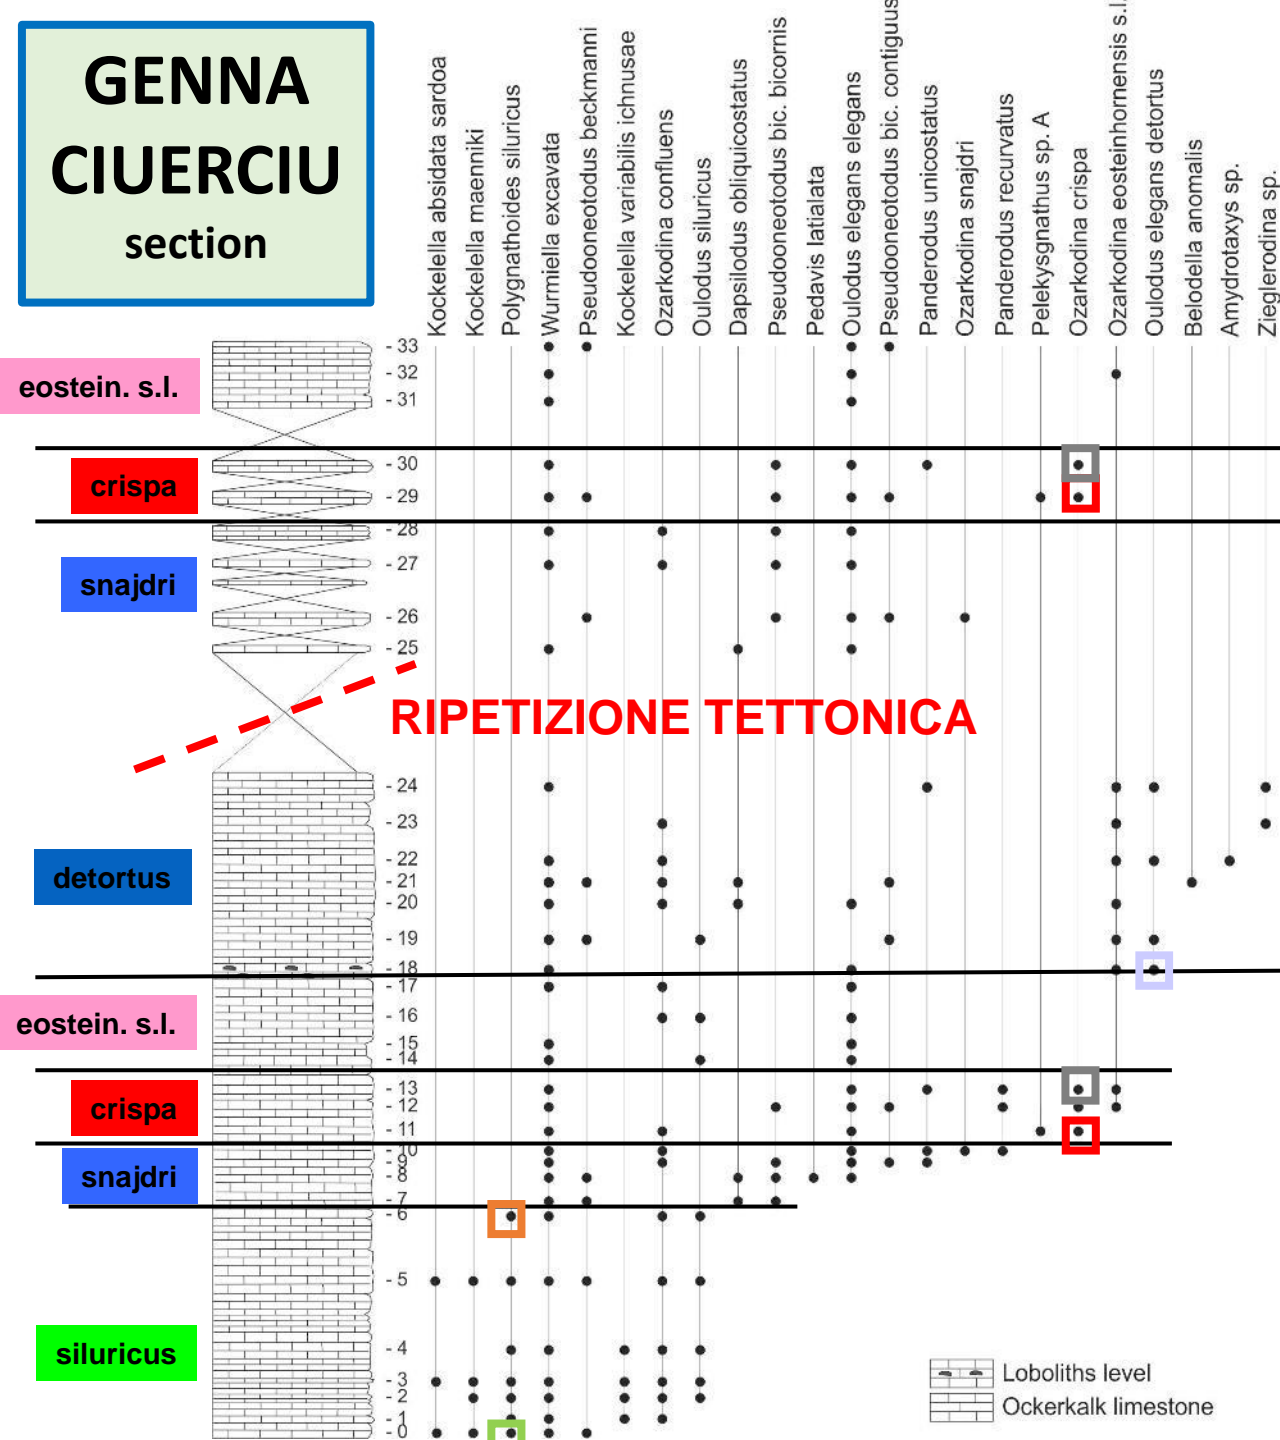 GENNA
CIUERCIU
section
Kockelella absidata sardoa
Kockelella maenniki
Polygnathoides siluricus
Wurmiella excavata
Pseudooneotodus beckmanni
Kockelella variabilis ichnusae
Ozarkodina confluens
Oulodus siluricus
Dapsilodus obliquicostatus
Pseudooneotodus bic. bicornis
Pedavis latialata
Oulodus elegans elegans
Pseudooneotodus bic. contiguus
Panderodus unicostatus
Ozarkodina snajdri
Panderodus recurvatus
Pelekysgnathus sp. A
Ozarkodina crispa
Ozarkodina eosteinhornensis s.l.
Oulodus elegans detortus
Belodella anomalis
Amydrotaxys sp.
Zieglerodina sp.
- 33
- 32
eostein. s.l.
- 31
- 30
crispa
- 29
- 28
- 27
snajdri
- 26
- 25
RIPETIZIONE TETTONICA
- 24
- 23
- 22
detortus
- 21
- 20
- 19
- 18
- 17
- 16
eostein. s.l.
- 15
- 14
- 13
crispa
- 12
- 11
- 10
- 9
snajdri
- 8
- 7
- 6
- 5
- 4
siluricus
- 3
- 2
- 1
- 0
Loboliths level
Ockerkalk limestone